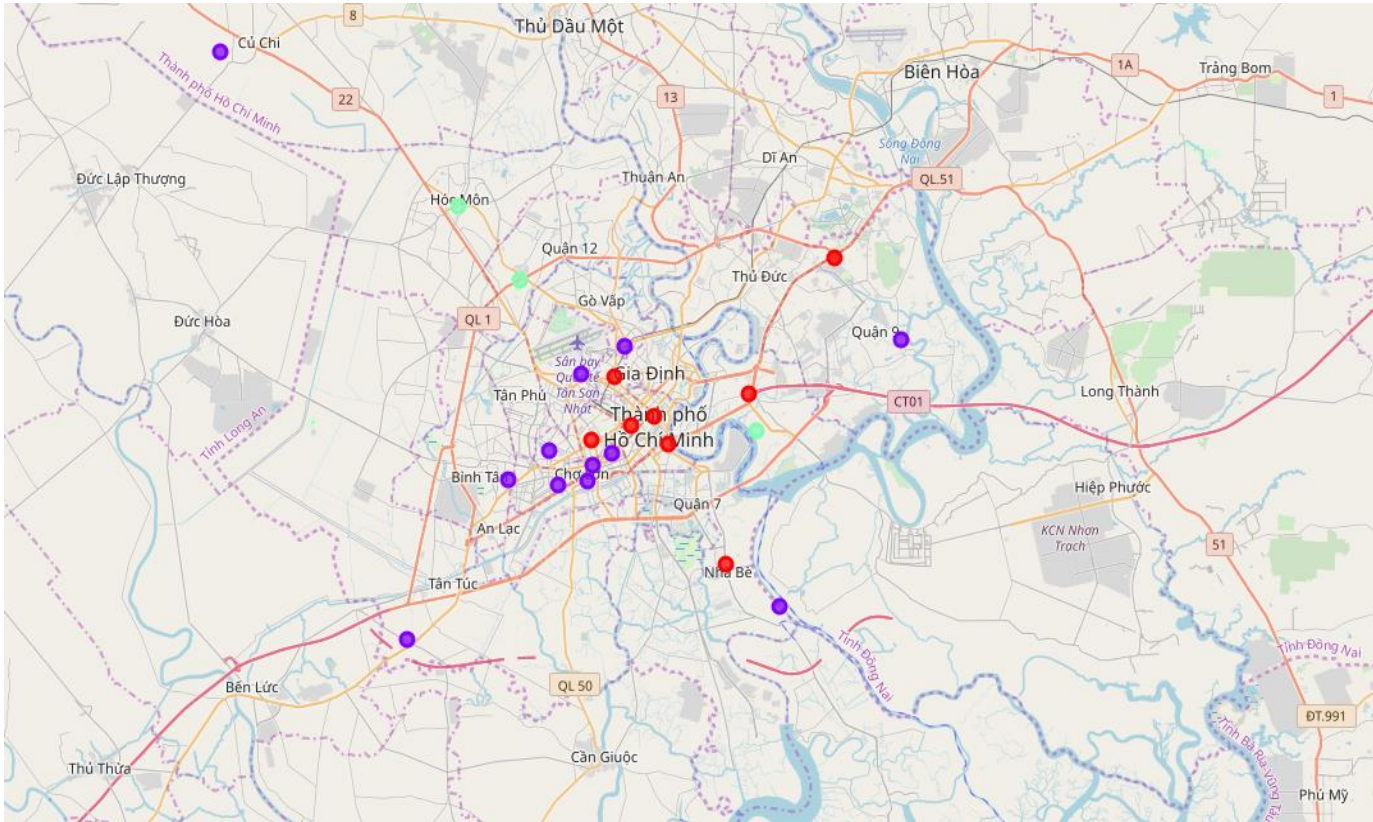 Thủ Dầu Một
8
Củ Chi
1A
Trảng Bom
Biên Hòa
22
13
1
Thành phố Hồ Chí Minh
Sông Đồng
Nai
Dĩ An
Đức Lập Thượng
Thuận An
QL.51
Hóc Môn
Quận 12
Thủ Đức
Gò Vấp
Đức Hòa
QL 1
Quận 9
Sân bay
Quốc tế
Tân Sơn
Nhất
Gia Định
Tân Phú
Long Thành
CT01
Thành phố
Hồ Chí Minh
Tỉnh Long An
Bình Tân
Chợ Lớn
Hiệp Phước
Quận 7
An Lạc
KCN Nhơn
Trạch
51
Nhà Bè
Tân Túc
Tỉnh Đồng Nai
Tỉnh Đồng Nai
Bến Lức
QL 50
ĐT.991
Tỉnh Bà Rịa-Vũng Tàu
Cần Giuộc
Thủ Thừa
Phú Mỹ